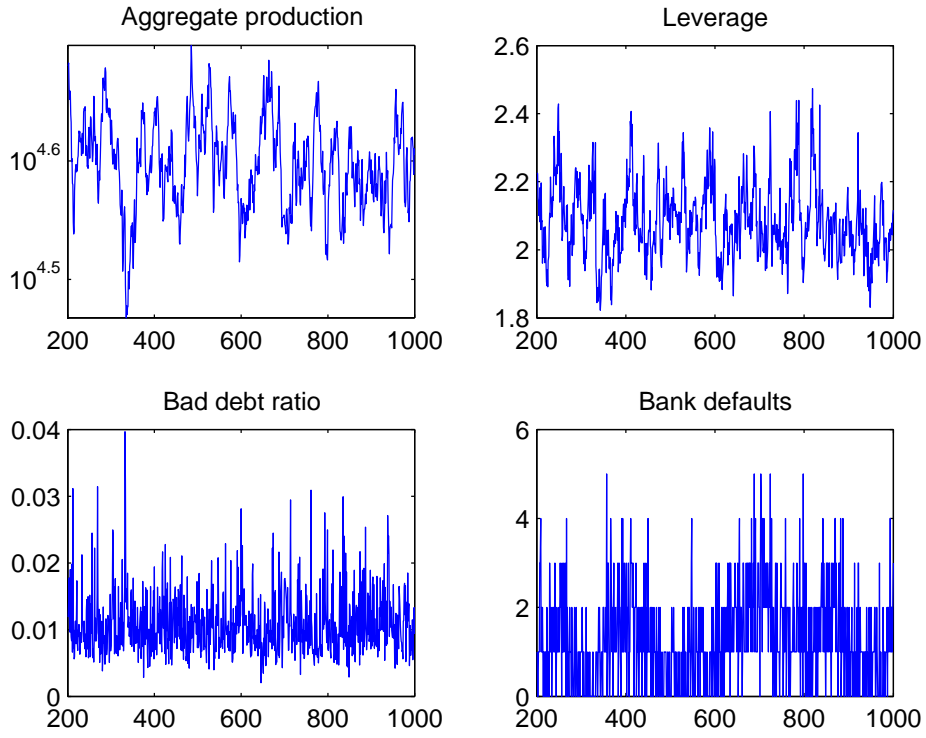 Aggregate production
10^4.6
10^4.5
200 400 600 800 1000
Leverage
2.6
2.4
2.2
2
1.8
200 400 600 800 1000
Bad debt ratio
0.04
0.03
0.02
0.01
0
200 400 600 800 1000
Bank defaults
6
4
2
0
200 400 600 800 1000